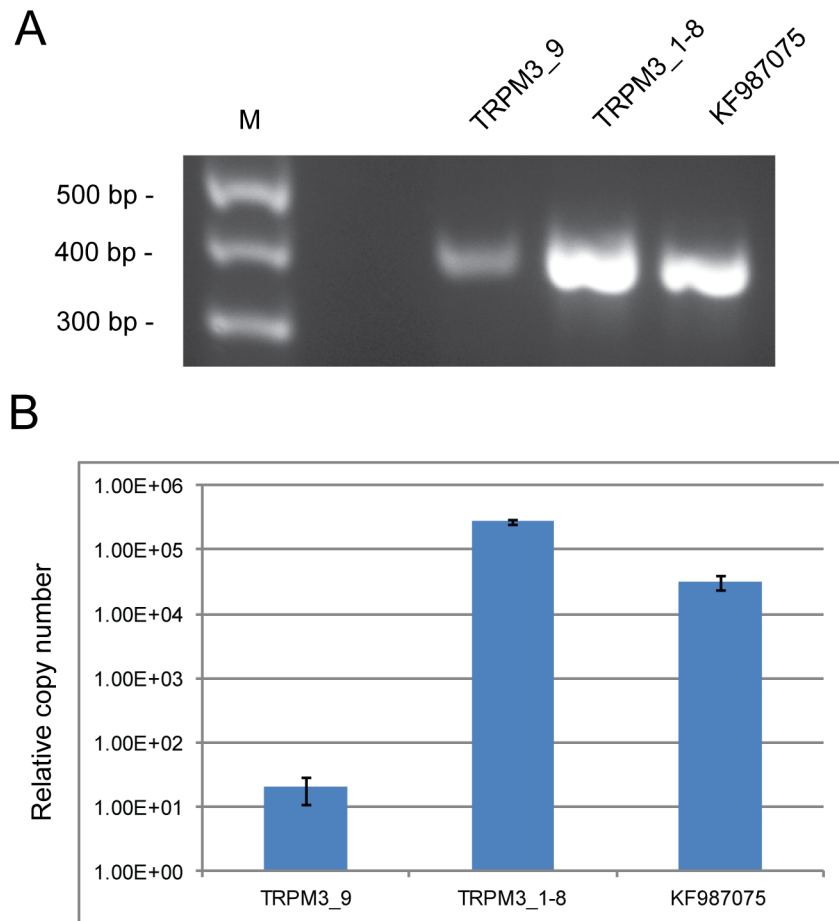 A
M
TRPM3_9
TRPM3_1-8
KF987075
500 bp -
400 bp -
300 bp -
B
Relative copy number
1.00E+06
1.00E+05
1.00E+04
1.00E+03
1.00E+02
1.00E+01
1.00E+00
TRPM3_9
TRPM3_1-8
KF987075